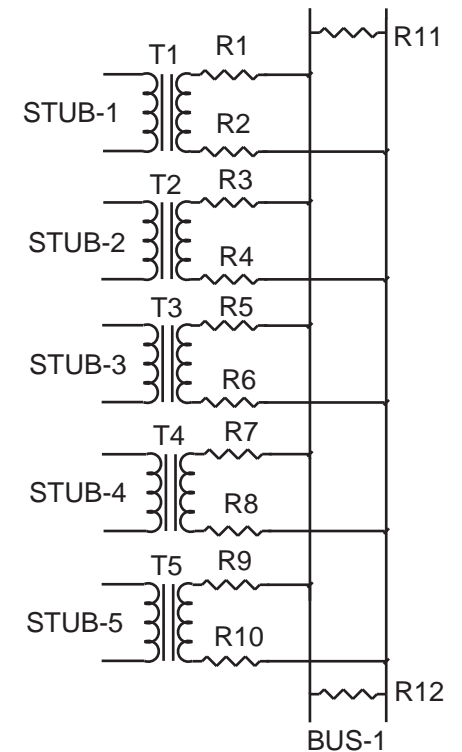 R11
T1
R1
STUB-1
R2
T2
R3
STUB-2
R4
T3
R5
STUB-3
R6
T4
R7
STUB-4
R8
T5
R9
STUB-5
R10
R12
BUS-1